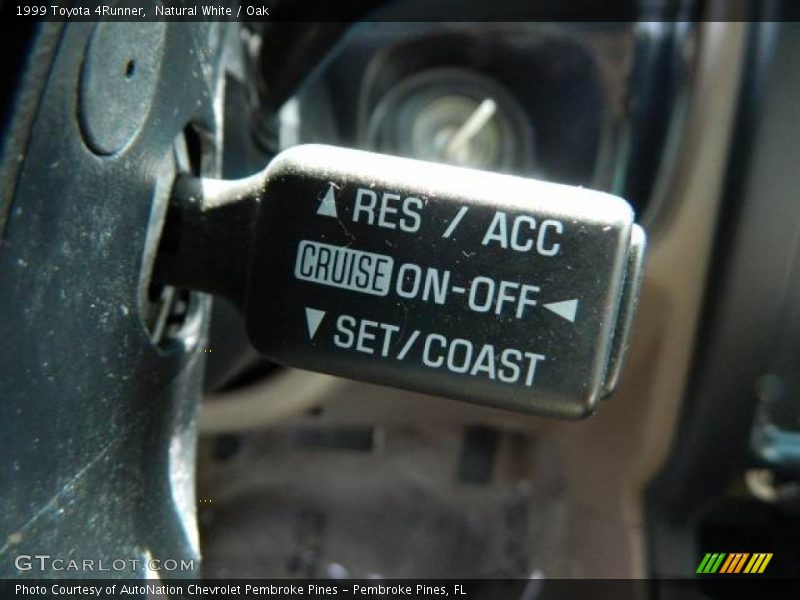 1999 Toyota 4Runner, Natural White / Oak
RES / ACC
CRUISE ON-OFF
SET/COAST
GTCARLOT.COM
Photo Courtesy of AutoNation Chevrolet Pembroke Pines - Pembroke Pines, FL